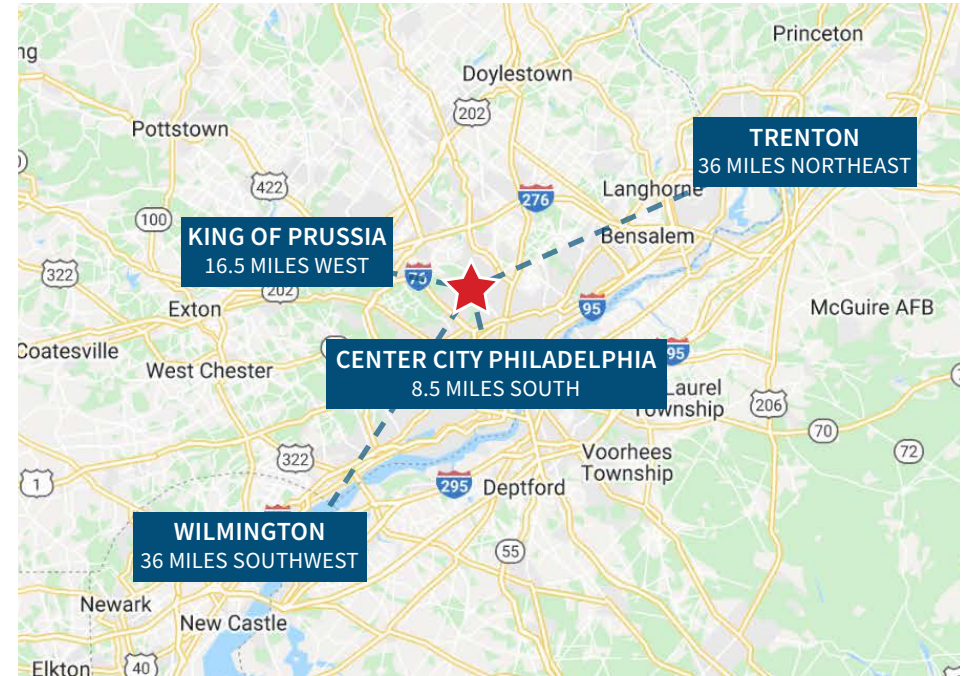 Princeton
ng
Doylestown
202
Pottstown
TRENTON
36 MILES NORTHEAST
422
Langhorne
276
100
KING OF PRUSSIA
16.5 MILES WEST
Bensalem
322
76
202
Exton
95
McGuire AFB
Coatesville
West Chester
CENTER CITY PHILADELPHIA
8.5 MILES SOUTH
95
Laurel
Township
206
70
72
Voorhees
Township
322
1
295
Deptford
WILMINGTON
36 MILES SOUTHWEST
55
Newark
New Castle
Elkton
40